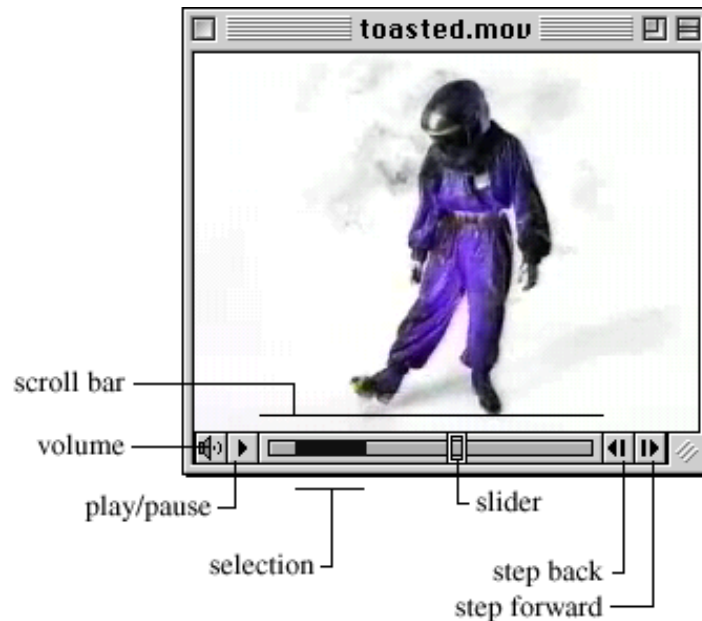 toasted.mov
scroll bar
volume
play/pause
slider
selection
step back
step forward